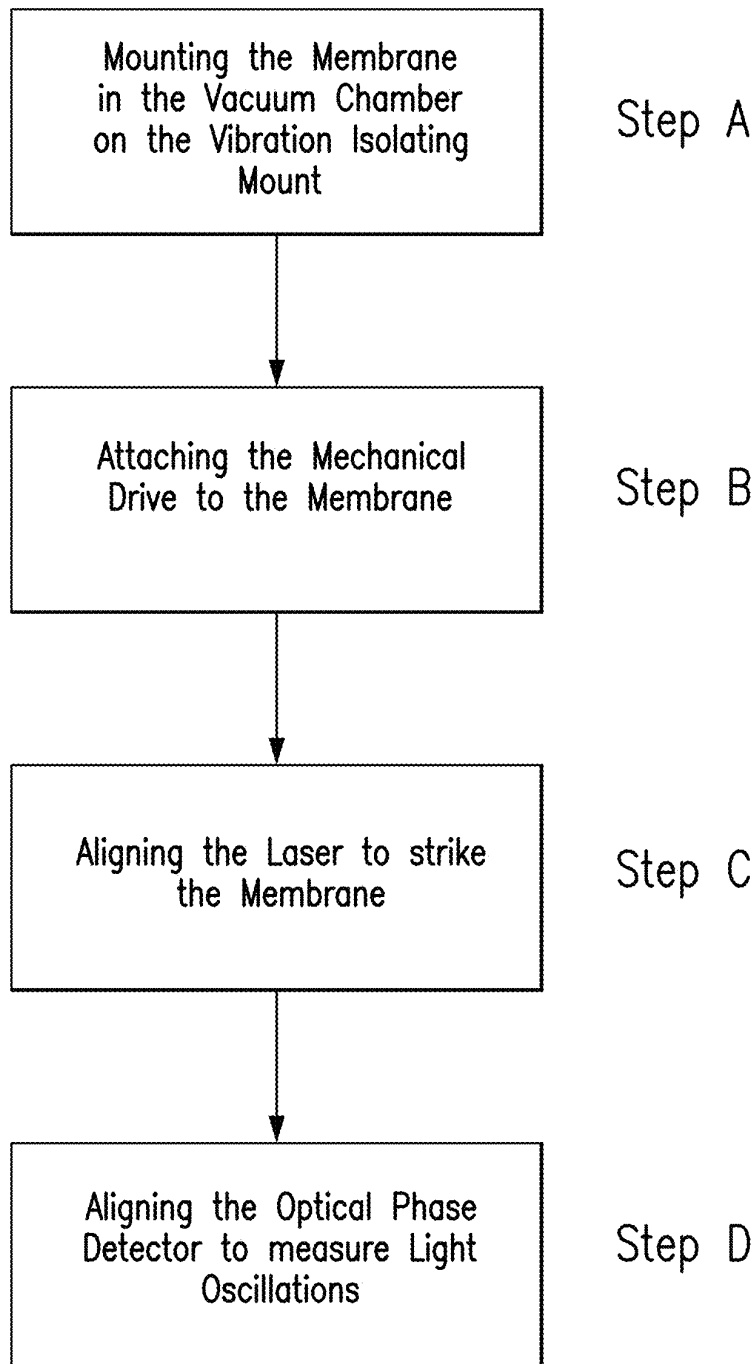 Mounting the Membrane
in the Vacuum Chamber
on the Vibration Isolating
Mount
Step A
Attaching the Mechanical
Drive to the Membrane
Step B
Aligning the Laser to strike
the Membrane
Step C
Aligning the Optical Phase
Detector to measure Light
Oscillations
Step D